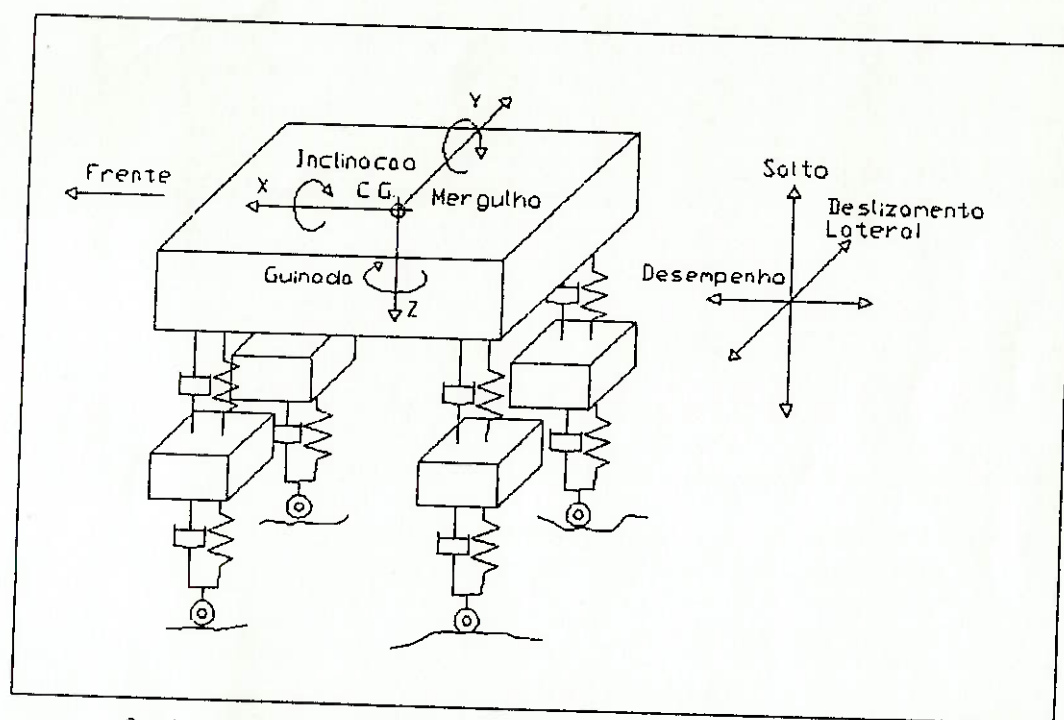 Y
Inclinacao
Frente
X
C G.
Mergulho
Guinada
Z
Salto
Deslizamento
Lateral
Desempenho